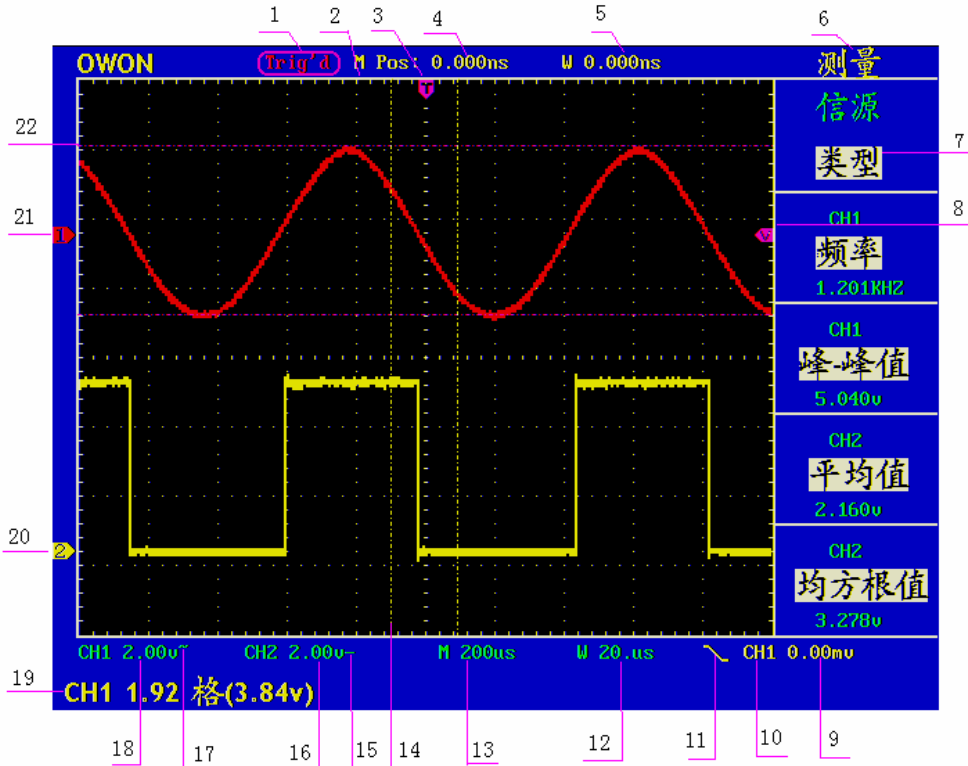 1 2 3 4 5 6
OWON Trig'd M Pos: 0.000ns W 0.000ns 测量
T
信源
类型
7
22
21
1
8
CH1
频率
1.201KHZ
CH1
峰-峰值
5.040v
CH2
平均值
2.160v
20
2
CH2
均方根值
3.278v
CH1 2.00v~ CH2 2.00v- M 200us W 20.us CH1 0.00mv
19
CH1 1.92 格(3.84v)
18 17 16 15 14 13 12 11 10 9